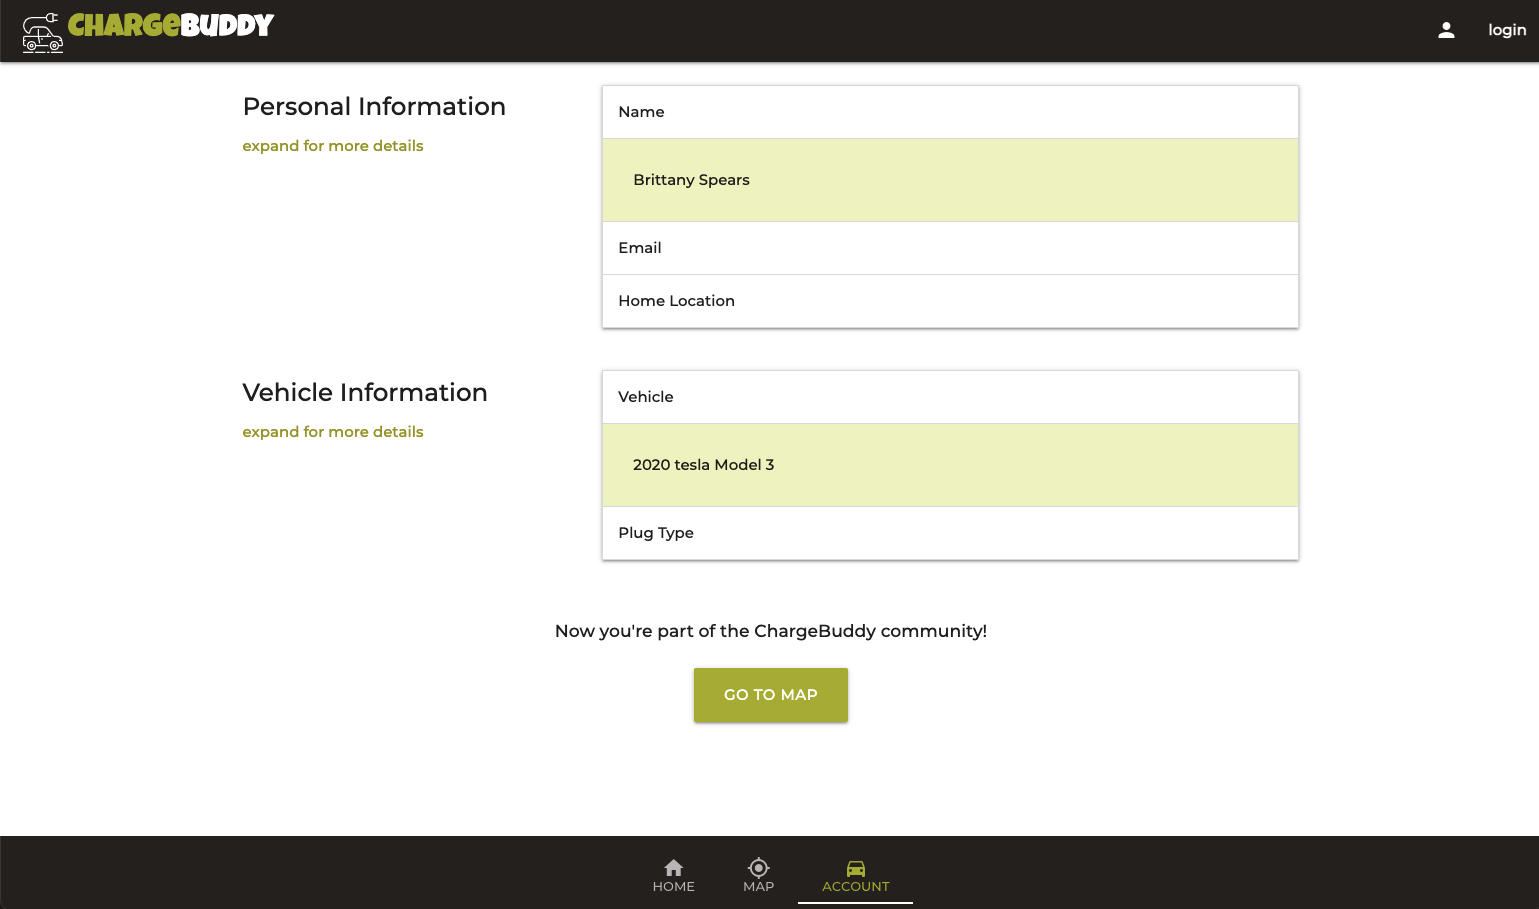 CHARGEBUDDY
login
Personal Information
expand for more details
Name
Brittany Spears
Email
Home Location
Vehicle Information
expand for more details
Vehicle
2020 tesla Model 3
Plug Type
Now you're part of the ChargeBuddy community!
GO TO MAP
HOME
MAP
ACCOUNT